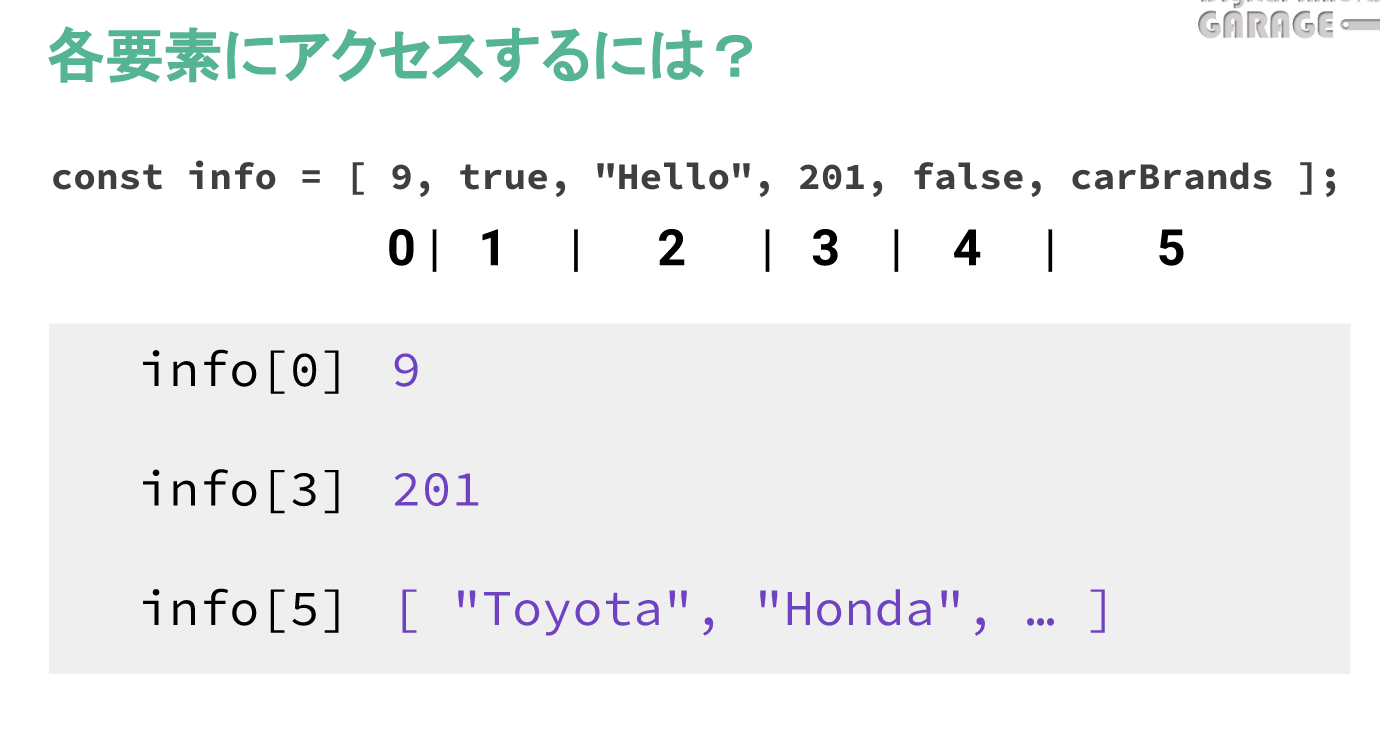 GARAGE
各要素にアクセスするには？
const info = [ 9, true, "Hello", 201, false, carBrands ];
0 | 1 | 2 | 3 | 4 | 5
info[0] 9
info[3] 201
info[5] [ "Toyota", "Honda", … ]